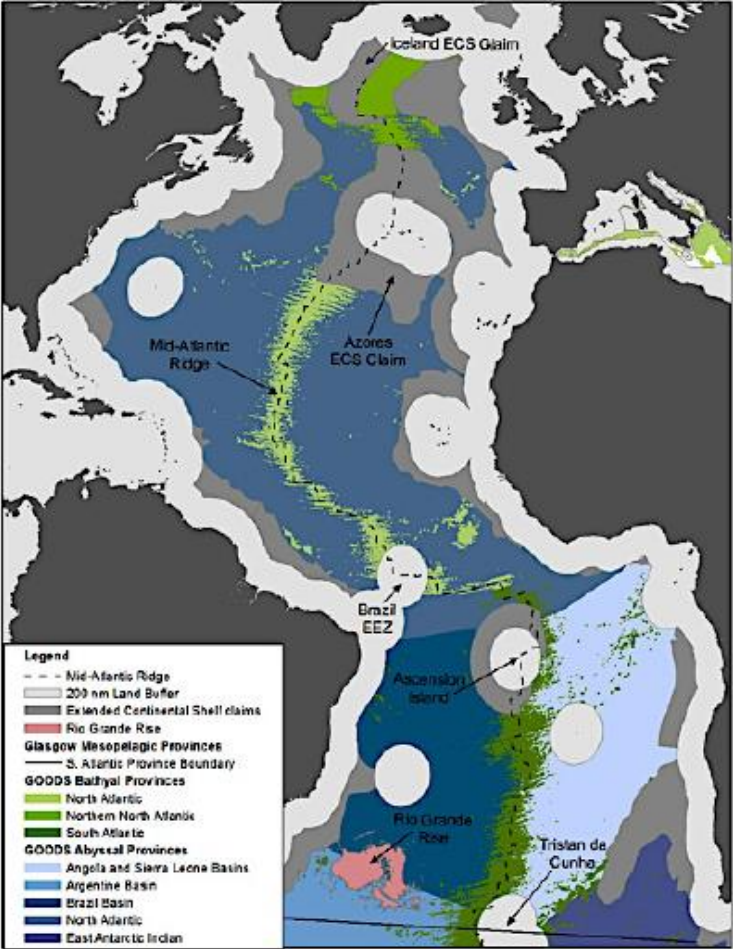 Iceland ECS Claim
Mid-Atlantic
Ridge
Azores
ECS Claim
Brazil
EEZ
Ascension
Island
Rio Grande
Rise
Tristan da
Cunha
Legend
Mid-Atlantic Ridge
200 nm Land Buffer
Extended Continental Shelf claims
Rio Grande Rise
Glasgow Mesopelagic Provinces
S. Atlantic Province Boundary
GOODS Bathyal Provinces
North Atlantic
Northern North Atlantic
South Atlantic
GOODS Abyssal Provinces
Angola and Sierra Leone Basins
Argentine Basin
Brazil Basin
North Atlantic
East Antarctic Indian